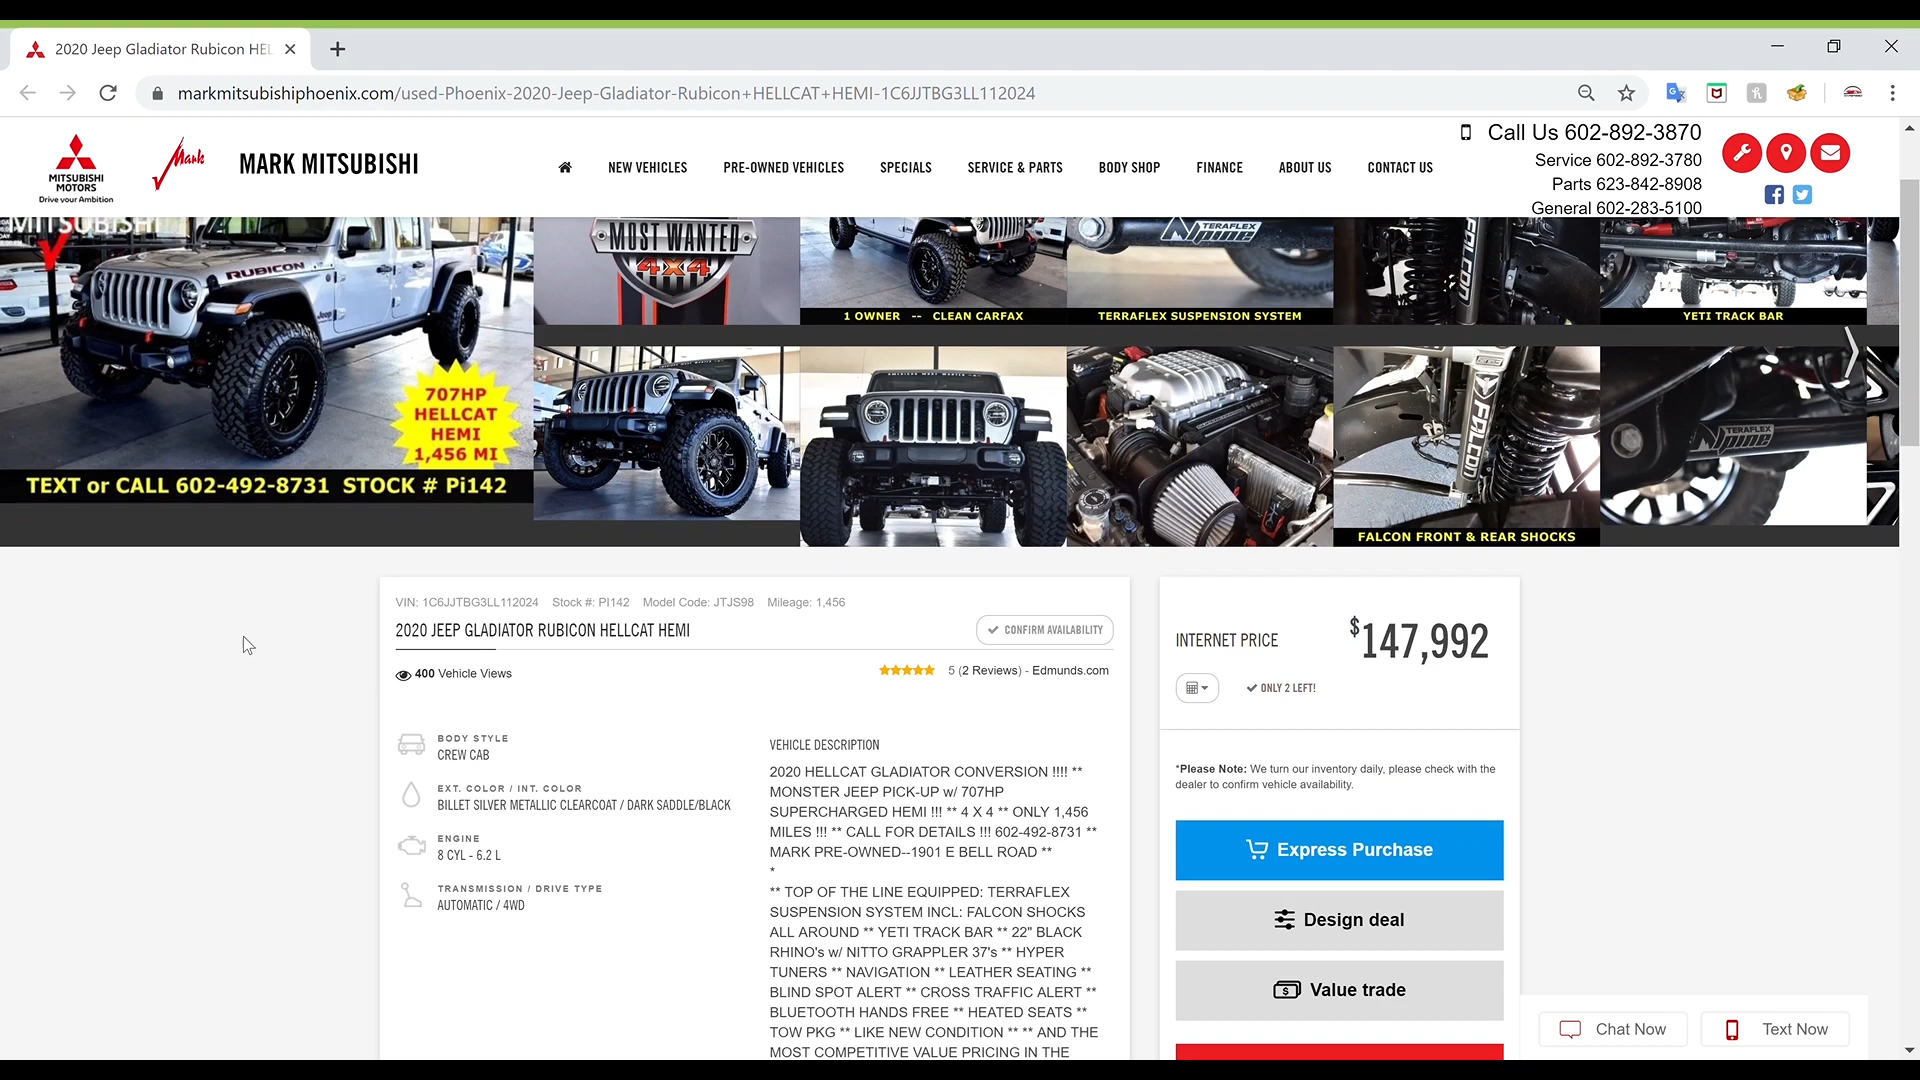 2020 Jeep Gladiator Rubicon HEL
markmitsubishiphoenix.com/used-Phoenix-2020-Jeep-Gladiator-Rubicon+HELLCAT+HEMI-1C6JJTBG3LL112024
MITSUBISHI
MOTORS
Drive your Ambition
Mark
MARK MITSUBISHI
NEW VEHICLES
PRE-OWNED VEHICLES
SPECIALS
SERVICE & PARTS
BODY SHOP
FINANCE
ABOUT US
CONTACT US
Call Us 602-892-3870
Service 602-892-3780
Parts 623-842-8908
General 602-283-5100
MITSUBISHI
RUBICON
Jeep
707HP
HELLCAT
HEMI
1,456 MI
TEXT or CALL 602-492-8731 STOCK # Pi142
MOST WANTED
4X4
1 OWNER -- CLEAN CARFAX
TERAFLEX
alpine
TERRAFLEX SUSPENSION SYSTEM
FALCON
YETI TRACK BAR
FALCON
FALCON FRONT & REAR SHOCKS
TERAFLEX
alpine
VIN: 1C6JJTBG3LL112024 Stock #: PI142 Model Code: JTJS98 Mileage: 1,456
2020 JEEP GLADIATOR RUBICON HELLCAT HEMI
CONFIRM AVAILABILITY
400 Vehicle Views
5 (2 Reviews) - Edmunds.com
BODY STYLE
CREW CAB
EXT. COLOR / INT. COLOR
BILLET SILVER METALLIC CLEARCOAT / DARK SADDLE/BLACK
ENGINE
8 CYL - 6.2 L
TRANSMISSION / DRIVE TYPE
AUTOMATIC / 4WD
VEHICLE DESCRIPTION
2020 HELLCAT GLADIATOR CONVERSION !!!! **
MONSTER JEEP PICK-UP w/ 707HP
SUPERCHARGED HEMI !!! ** 4 X 4 ** ONLY 1,456
MILES !!! ** CALL FOR DETAILS !!! 602-492-8731 **
MARK PRE-OWNED--1901 E BELL ROAD **
*
** TOP OF THE LINE EQUIPPED: TERRAFLEX
SUSPENSION SYSTEM INCL: FALCON SHOCKS
ALL AROUND ** YETI TRACK BAR ** 22" BLACK
RHINO's w/ NITTO GRAPPLER 37's ** HYPER
TUNERS ** NAVIGATION ** LEATHER SEATING **
BLIND SPOT ALERT ** CROSS TRAFFIC ALERT **
BLUETOOTH HANDS FREE ** HEATED SEATS **
TOW PKG ** LIKE NEW CONDITION ** ** AND THE
MOST COMPETITIVE VALUE PRICING IN THE
INTERNET PRICE
$147,992
ONLY 2 LEFT!
*Please Note: We turn our inventory daily, please check with the
dealer to confirm vehicle availability.
Express Purchase
Design deal
Value trade
Chat Now
Text Now